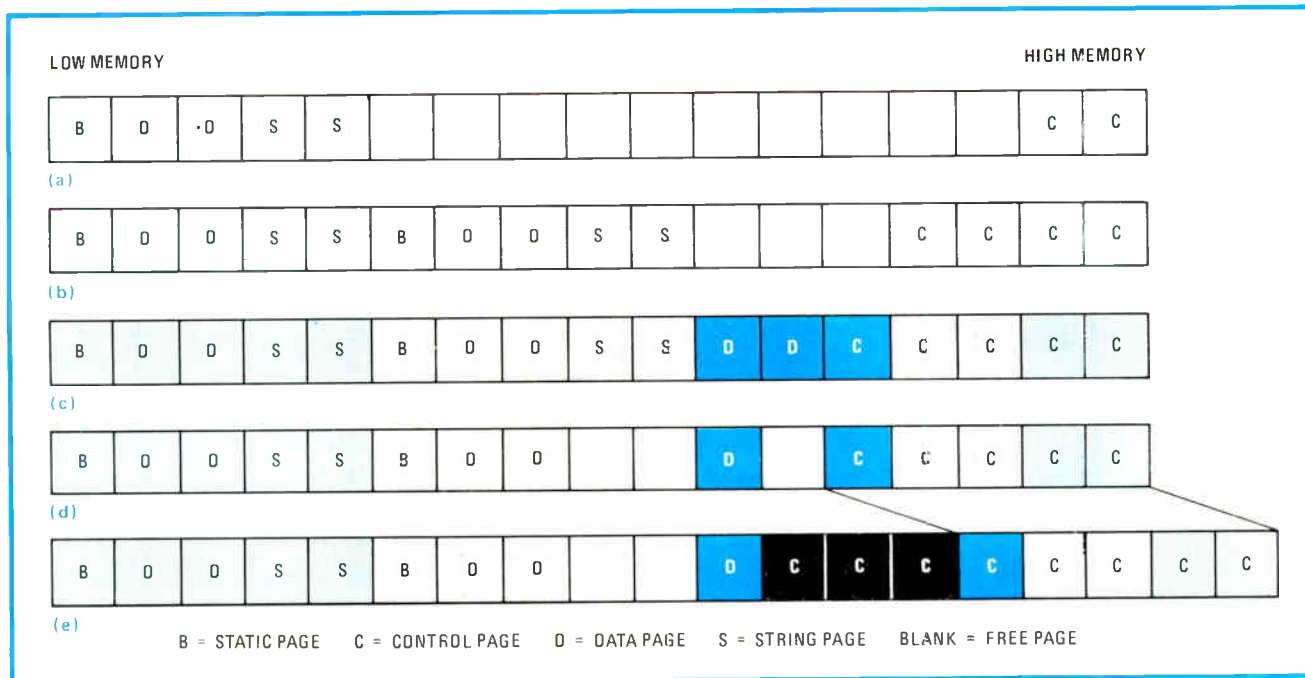 LOW MEMORY HIGH MEMORY
B D D S S C C
(a)
B D D S S B D D S S C C C C
(b)
B D D S S B D D S S D D C C C C C
(c)
B D D S S B D D D C C C C C
(d)
B D D S S B D D D C C C C C C C C
(e)
B = STATIC PAGE C = CONTROL PAGE D = DATA PAGE S = STRING PAGE BLANK = FREE PAGE